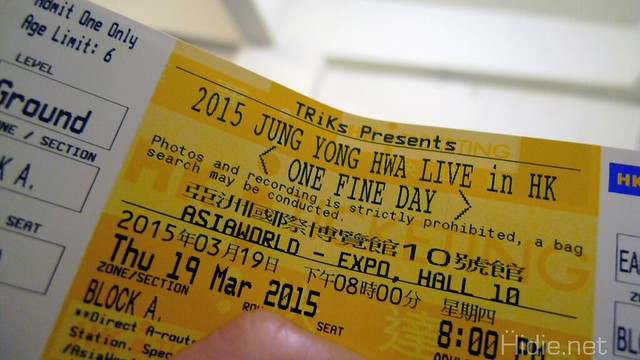 Admit One Only
Age Limit: 6
LEVEL
Ground
ZONE / SECTION
K A.
SEAT
TRiKs Presents
2015 JUNG YONG HWA LIVE in HK
< ONE FINE DAY >
Photos and recording is strictly prohibited, a bag
search may be conducted.
亞洲國際博覽館10號館
ASIAWORLD - EXPO, HALL 10
2015年03月19日 下午08時00分 星期四
Thu 19 Mar 2015 8:00
ZONE/SECTION
SEAT
BLOCK A.
**Direct A-rout
Station. Spec
/AsiaWo
HK
EA
BL
Hidie.net